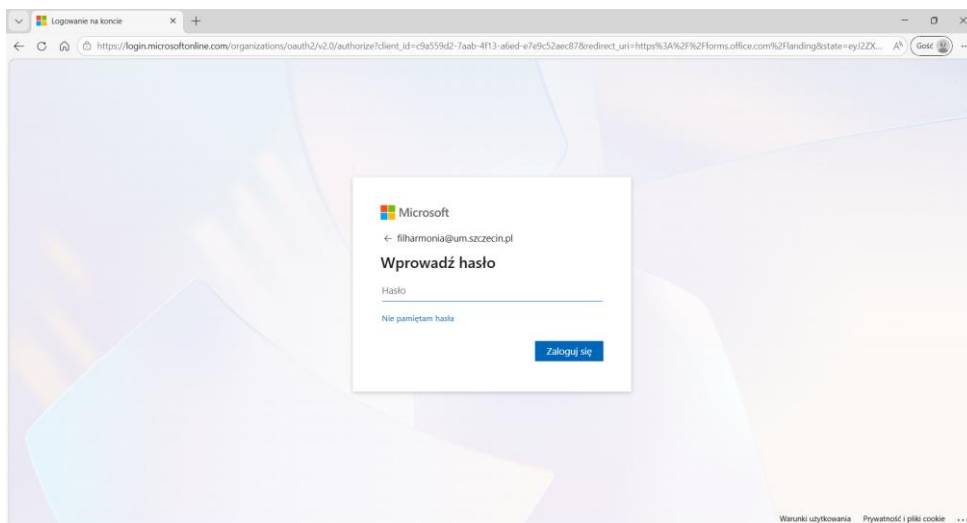 Logowanie na koncie
https://login.microsoftonline.com/organizations/oauth2/v2.0/authorize?client_id=c9a559d2-7aab-4f13-a6ed-e7e9c52aec87&redirect_uri=https%3A%2F%2Fforms.office.com%2Flanding&state=eyJ2ZX...
Gość
Microsoft
← filharmonia@um.szczecin.pl
Wprowadź hasło
Hasło
Nie pamiętam hasła
Zaloguj się
Warunki użytkowania Prywatność i pliki cookie ...